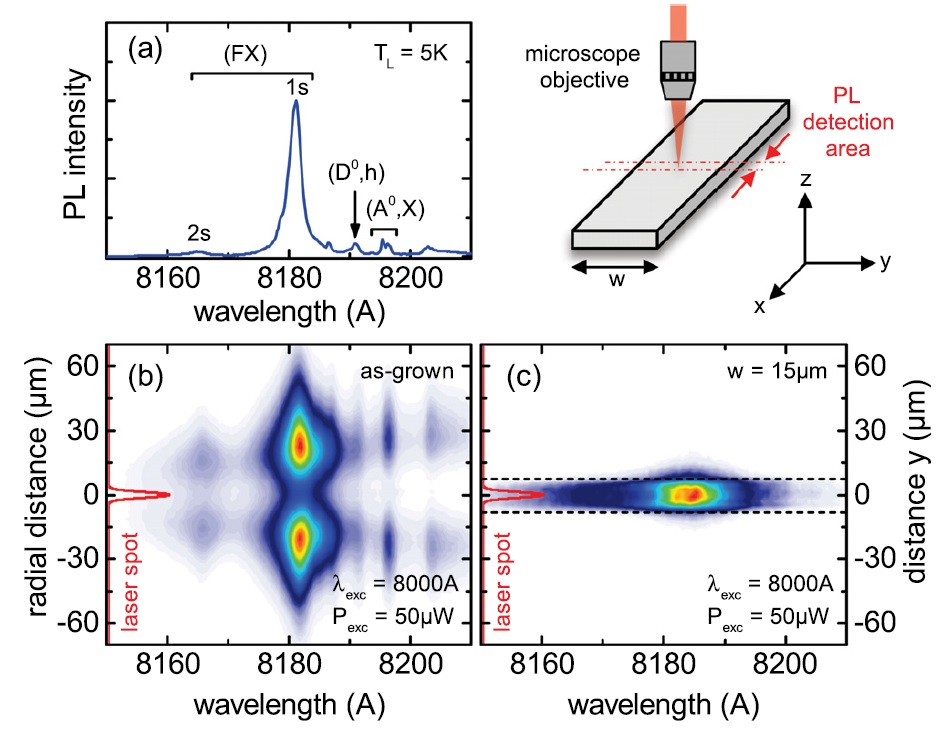 (a)
(FX)
T_L = 5K
1s
2s
(D⁰,h)
(A⁰,X)
PL intensity
8160 8180 8200
wavelength (A)
microscope
objective
PL
detection
area
w
z
y
x
(b)
as-grown
60
30
0
-30
-60
radial distance (µm)
laser spot
λ_exc = 8000A
P_exc = 50µW
8160 8180 8200
wavelength (A)
(c)
w = 15µm
60
30
0
-30
-60
distance y (µm)
laser spot
λ_exc = 8000A
P_exc = 50µW
8160 8180 8200
wavelength (A)